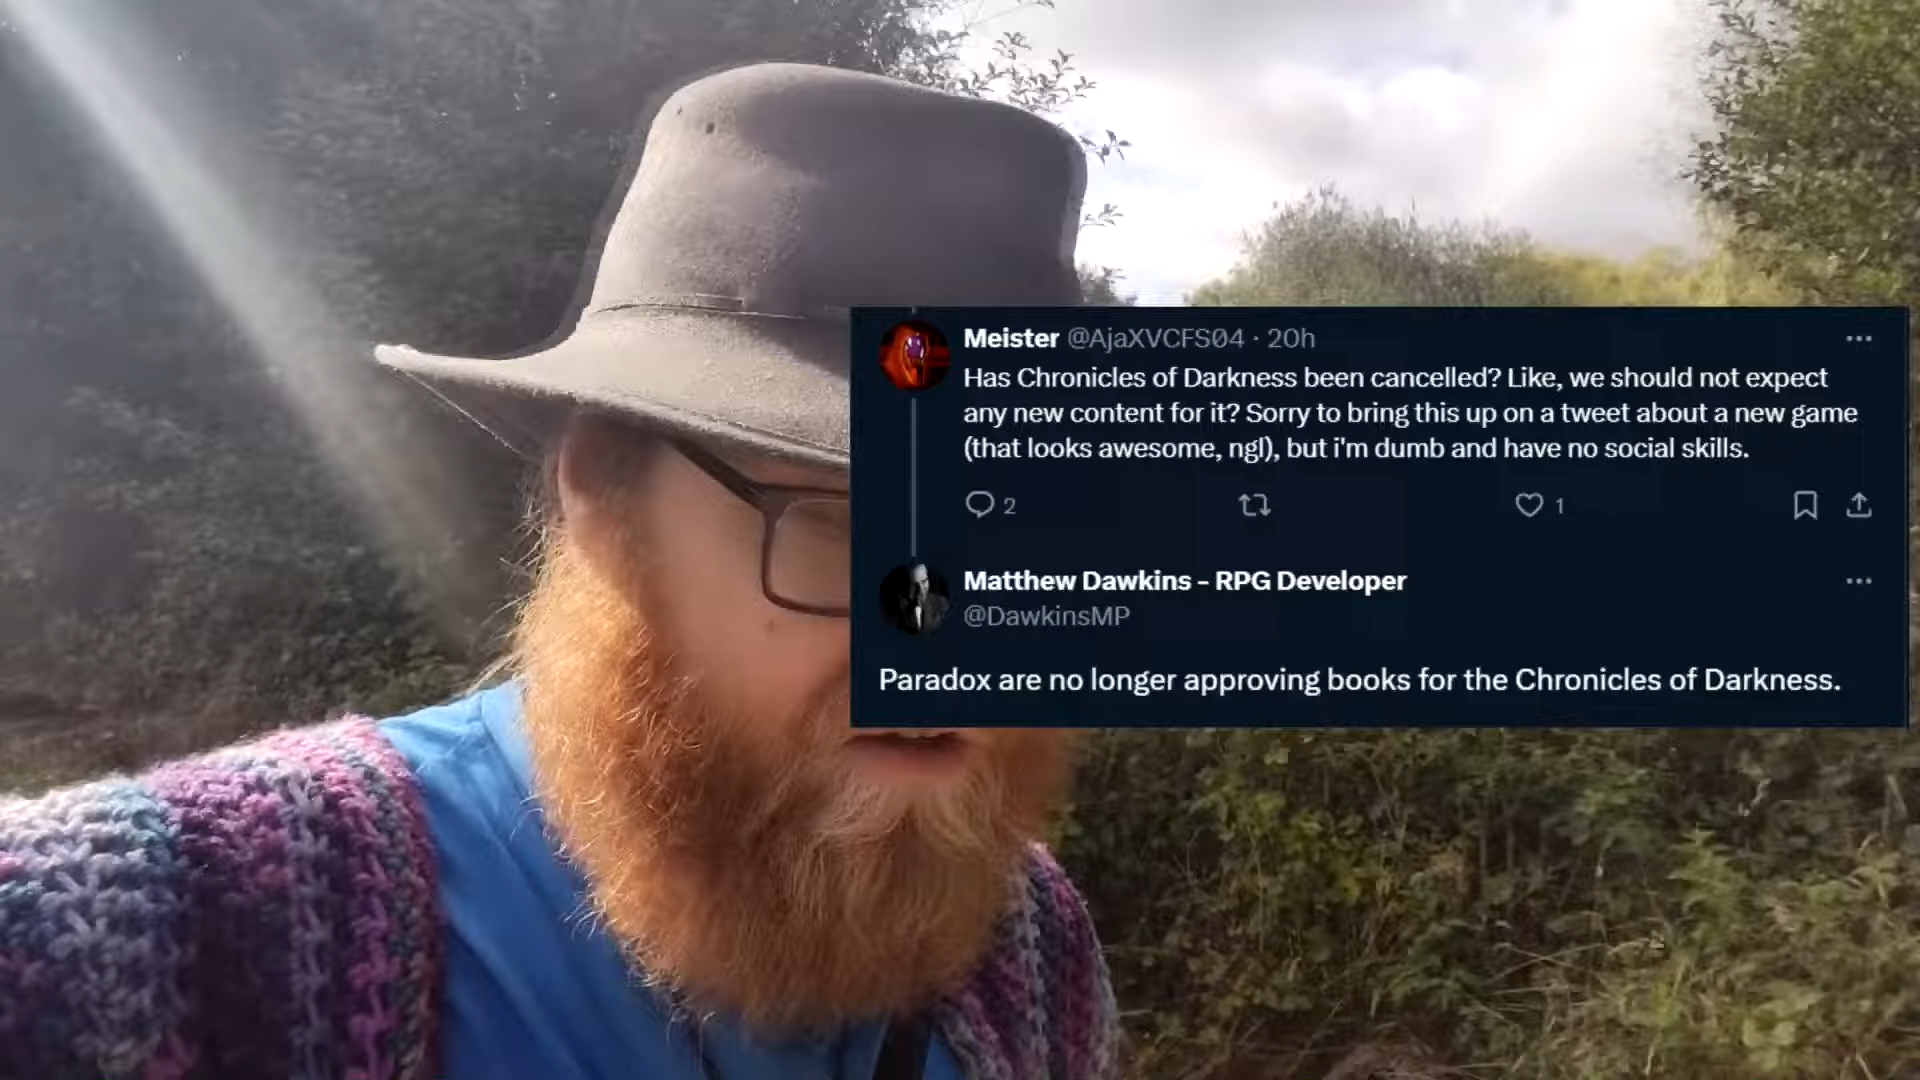 Meister @AjaXVCFS04 · 20h
Has Chronicles of Darkness been cancelled? Like, we should not expect
any new content for it? Sorry to bring this up on a tweet about a new game
(that looks awesome, ngl), but i'm dumb and have no social skills.
2 1
Matthew Dawkins - RPG Developer
@DawkinsMP
Paradox are no longer approving books for the Chronicles of Darkness.